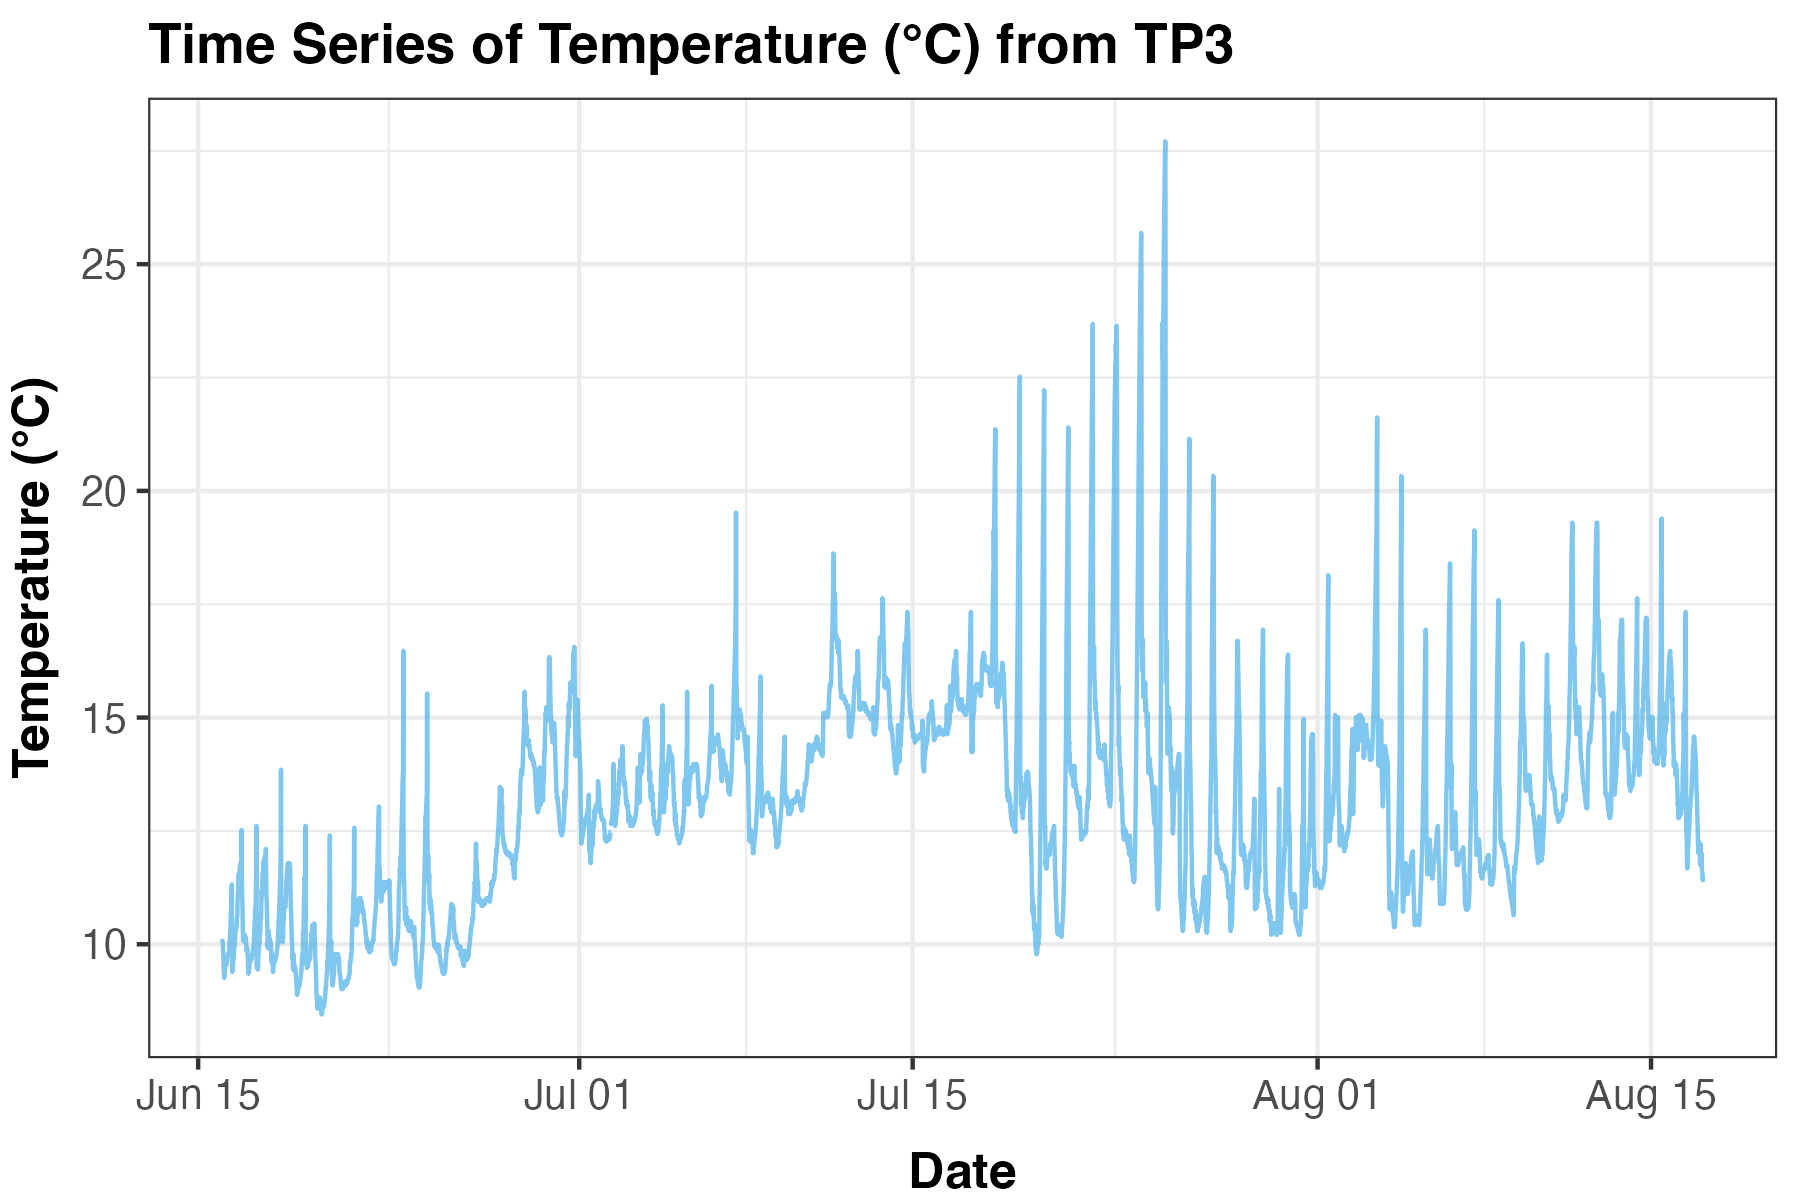 Time Series of Temperature (°C) from TP3
Temperature (°C)
25
20
15
10
Jun 15
Jul 01
Jul 15
Aug 01
Aug 15
Date